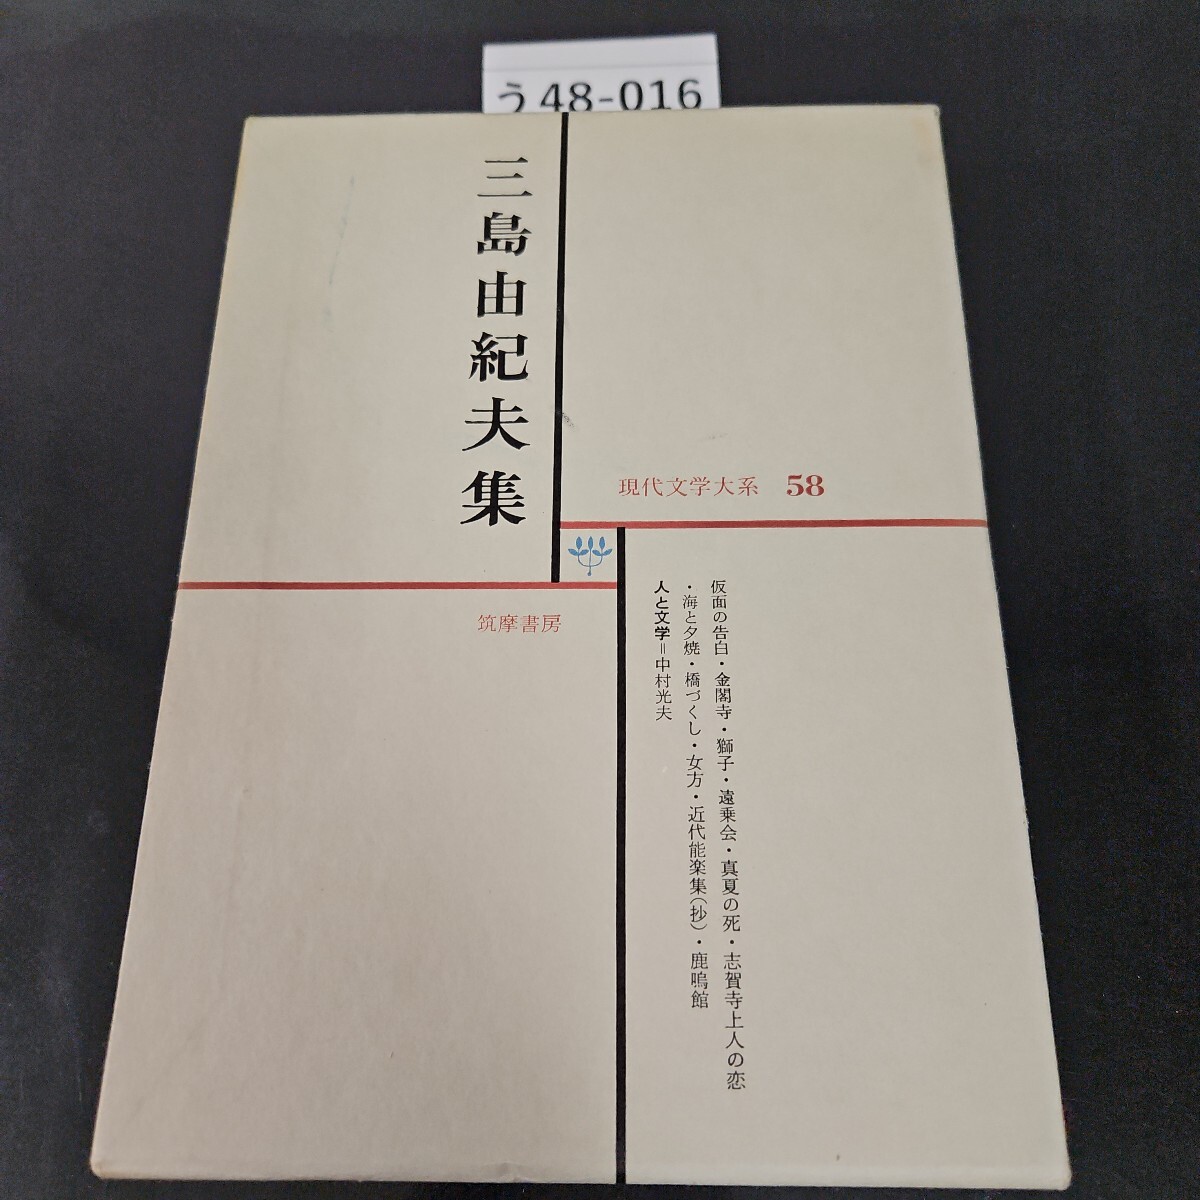 う48-016
三島由紀夫集
現代文学大系 58
筑摩書房
仮面の告白・金閣寺・獅子・遠乗会・真夏の死・志賀寺上人の恋
・海と夕焼・橋づくし・女方・近代能楽集(抄)・鹿鳴館
人と文学=中村光夫